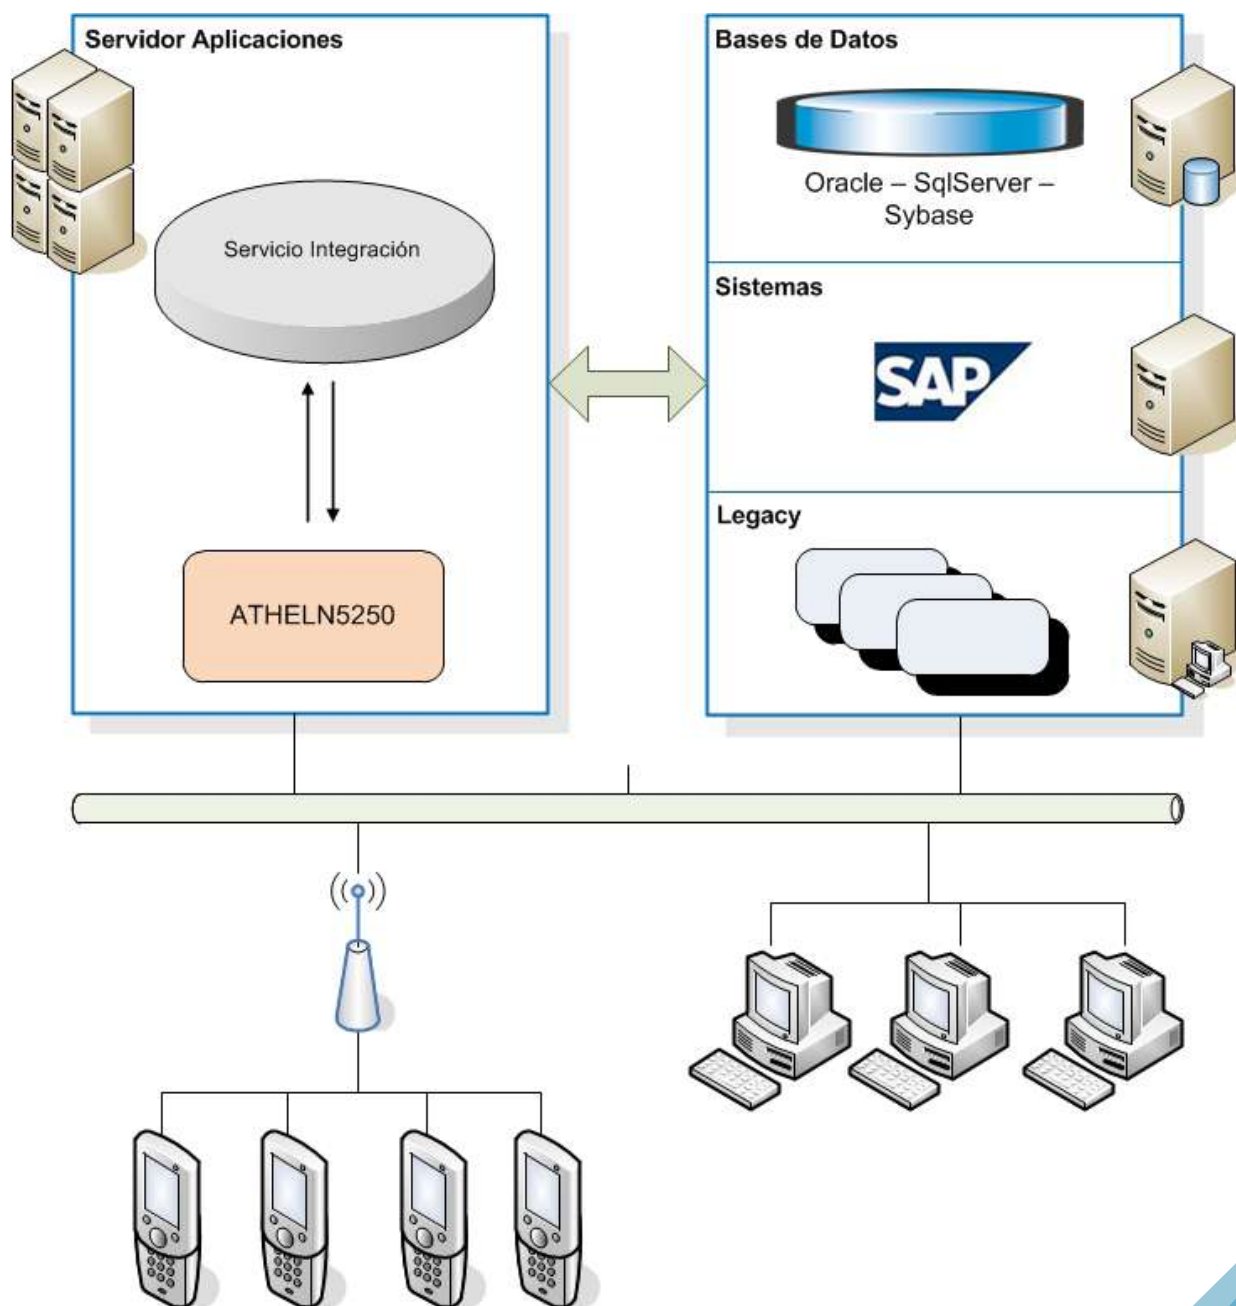 Servidor Aplicaciones
Servicio Integración
ATHELN5250
Bases de Datos
Oracle – SqlServer –
Sybase
Sistemas
SAP
Legacy